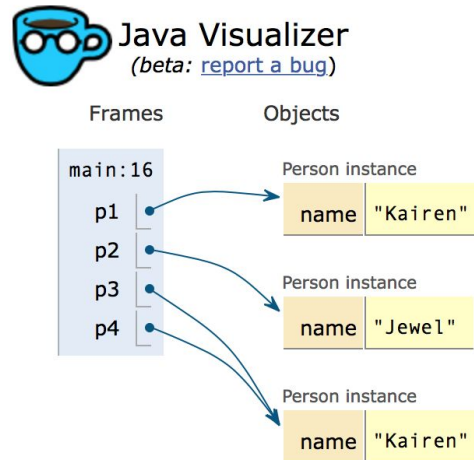 Java Visualizer
(beta: report a bug)
Frames Objects
main:16
p1
p2
p3
p4
Person instance
name "Kairen"
Person instance
name "Jewel"
Person instance
name "Kairen"